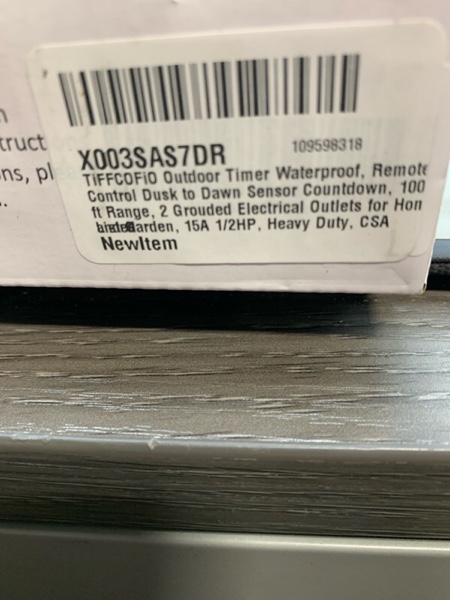 n
truct
ns, pl
.
X003SAS7DR
109598318
TiFFCOFiO Outdoor Timer Waterproof, Remote
Control Dusk to Dawn Sensor Countdown, 100
ft Range, 2 Grouded Electrical Outlets for Hom
Garden, 15A 1/2HP, Heavy Duty, CSA
NewItem